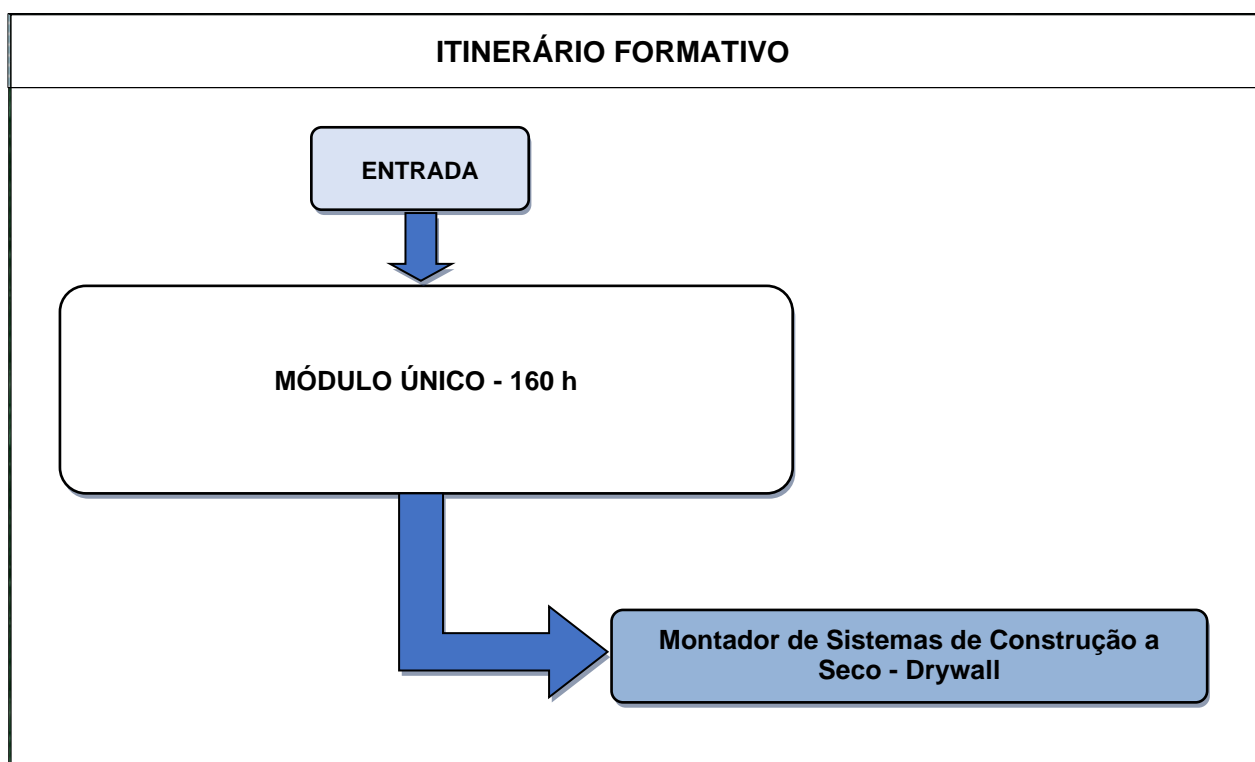 ITINERÁRIO FORMATIVO
ENTRADA
MÓDULO ÚNICO - 160 h
Montador de Sistemas de Construção a
Seco - Drywall